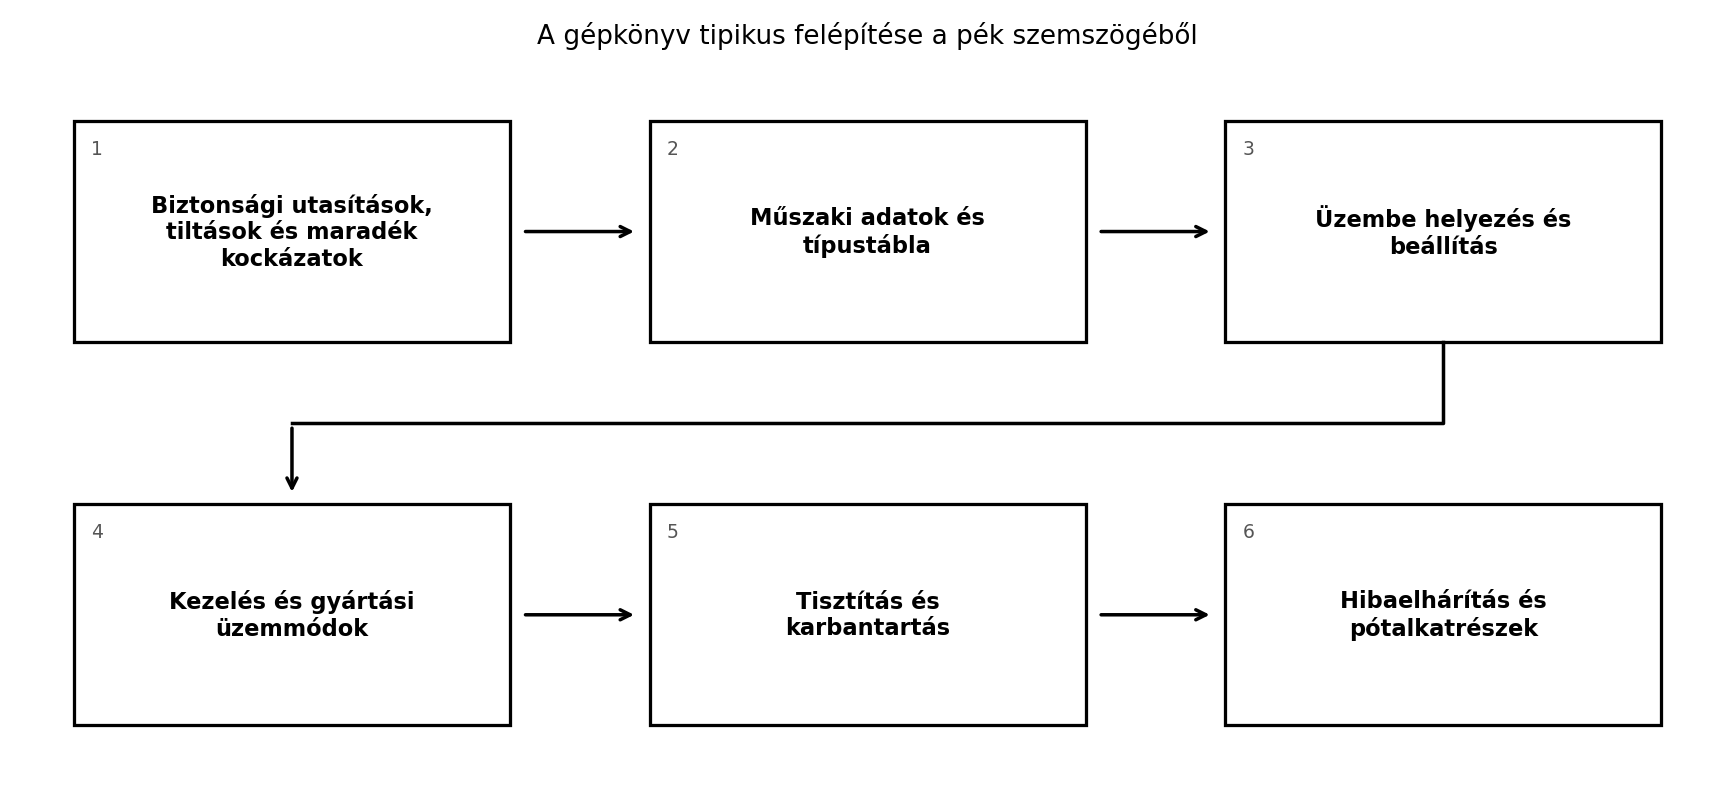 A gépkönyv tipikus felépítése a pék szemszögéből
1
Biztonsági utasítások,
tiltások és maradék
kockázatok
2
Műszaki adatok és
típustábla
3
Üzembe helyezés és
beállítás
4
Kezelés és gyártási
üzemmódok
5
Tisztítás és
karbantartás
6
Hibaelhárítás és
pótalkatrészek